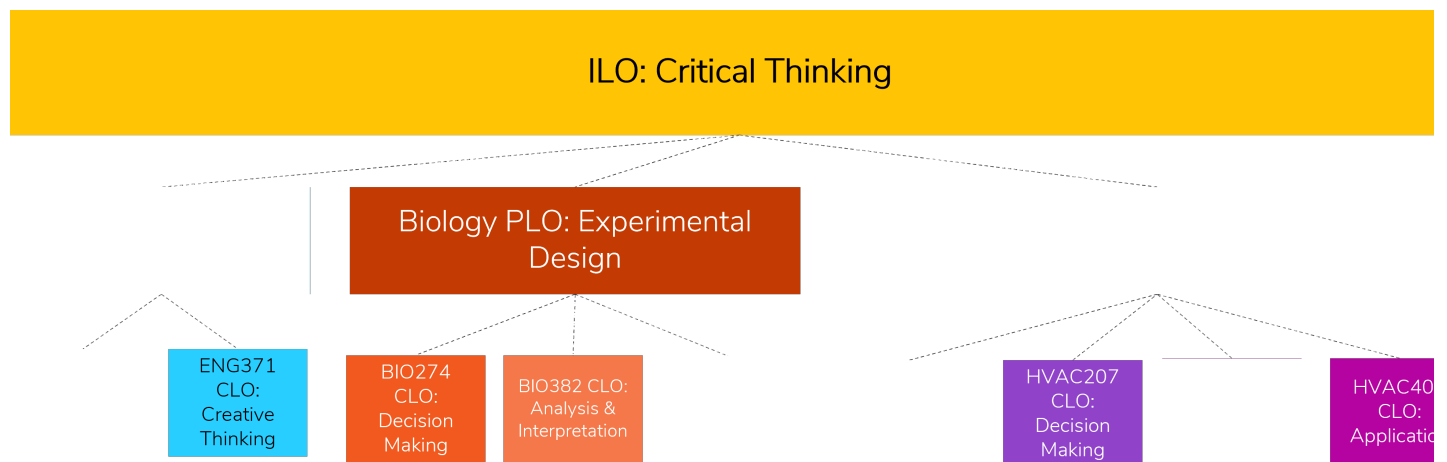 ILO: Critical Thinking
Biology PLO: Experimental
Design
ENG371
CLO:
Creative
Thinking
BIO274
CLO:
Decision
Making
BIO382 CLO:
Analysis &
Interpretation
HVAC207
CLO:
Decision
Making
CLO: